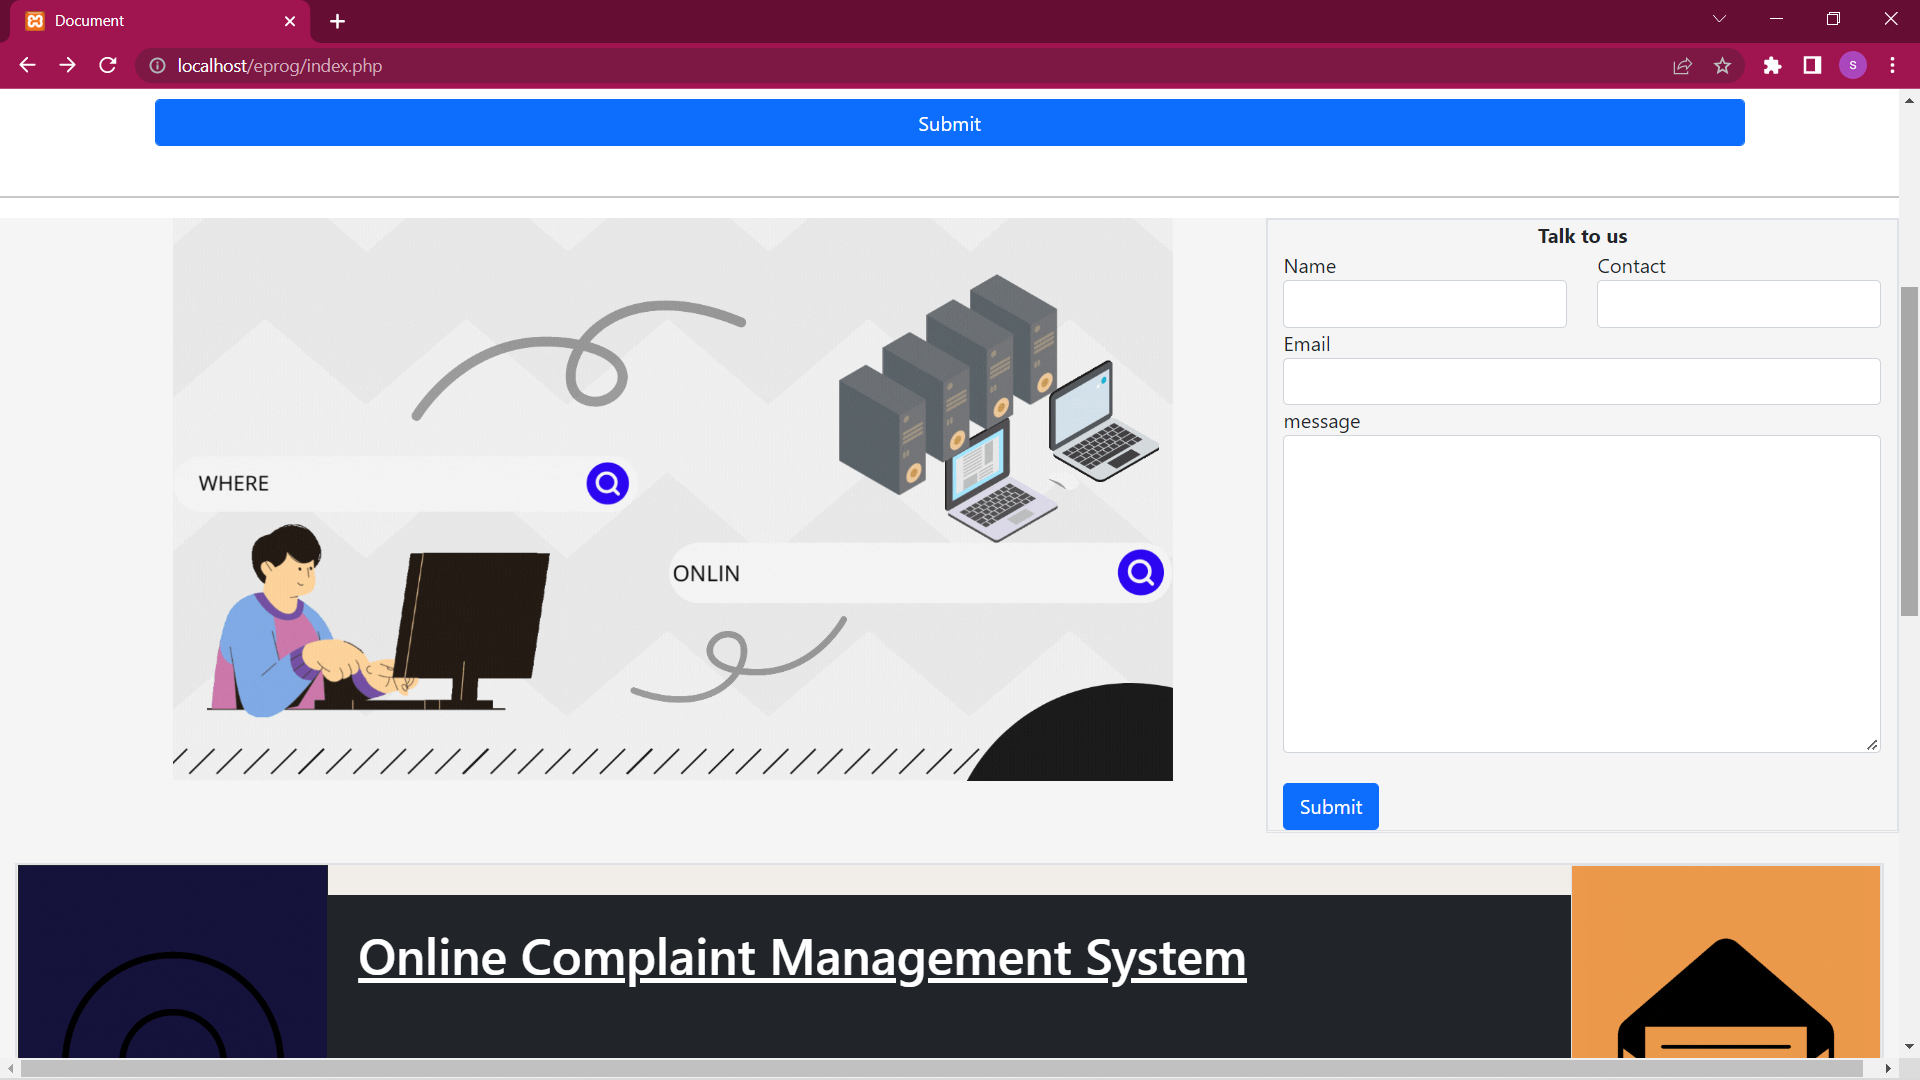 Document
localhost/eprog/index.php
S
Submit
Talk to us
Name
Contact
Email
message
WHERE
ONLIN
Submit
Online Complaint Management System